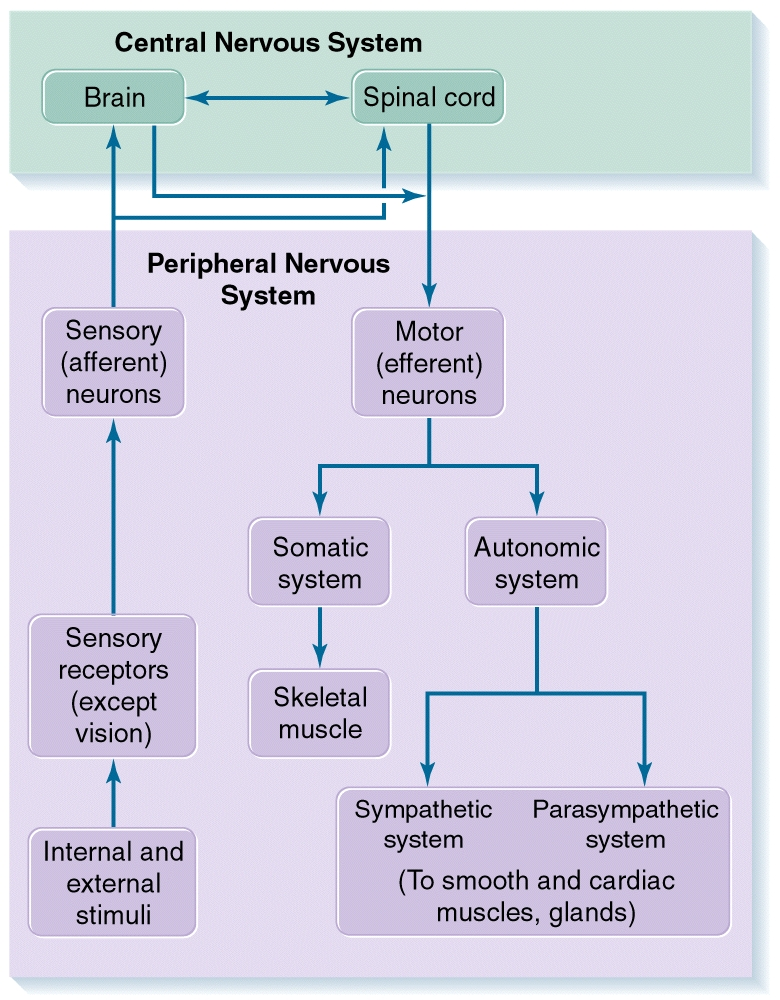 Central Nervous System
Brain
Spinal cord
Peripheral Nervous
System
Sensory
(afferent)
neurons
Motor
(efferent)
neurons
Somatic
system
Autonomic
system
Sensory
receptors
(except
vision)
Skeletal
muscle
Internal and
external
stimuli
Sympathetic
system
Parasympathetic
system
(To smooth and cardiac
muscles, glands)